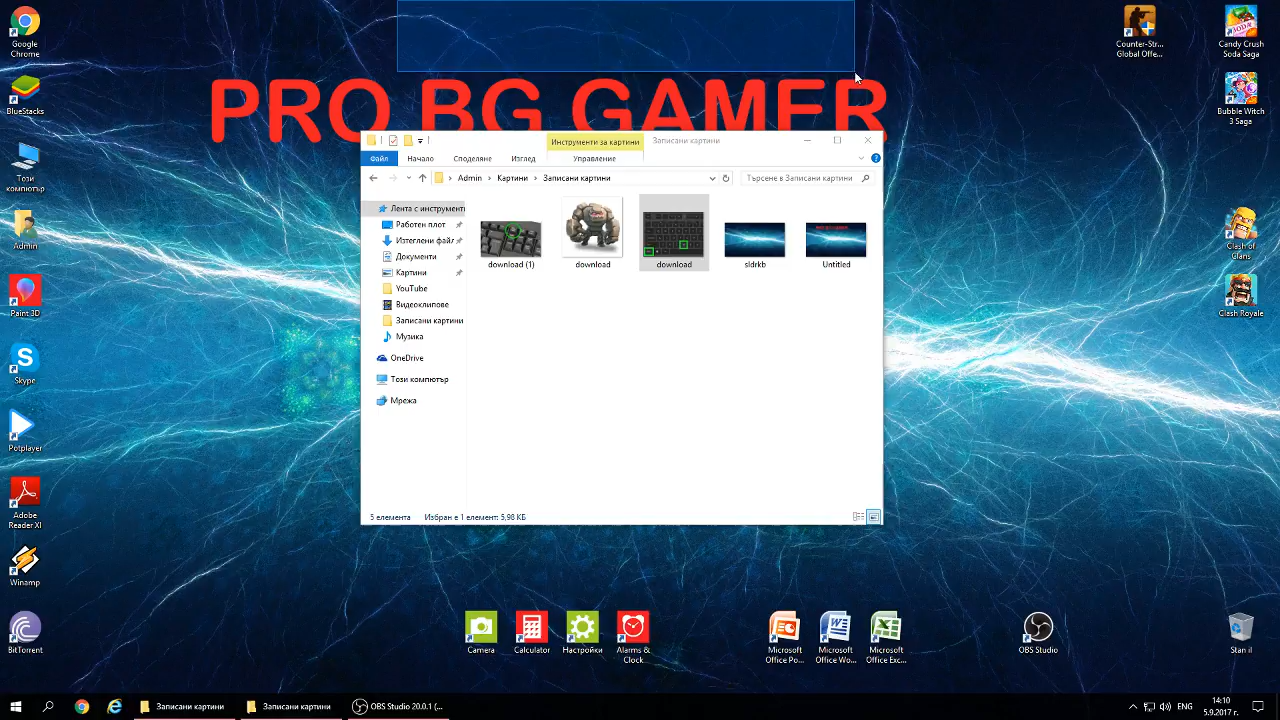 Google
Chrome
BlueStacks
Този
компютър
Admin
Paint 3D
Skype
Potplayer
Adobe
Reader XI
Winamp
BitTorrent
PRO BG GAMER
Counter-Str...
Global Offe...
Candy Crush
Soda Saga
Bubble Witch
3 Saga
Clash of
Clans
Clash Royale
Инструменти за картини
Записани картини
Файл
Начало
Споделяне
Изглед
Управление
Admin
Картини
Записани картини
Търсене в Записани картини
Лента с инструменти
Работен плот
Изтеглени файл
Документи
Картини
YouTube
Видеоклипове
Записани картини
Музика
OneDrive
Този компютър
Мрежа
download (1)
download
download
sldrkb
Untitled
5 елемента
Избран е 1 елемент: 5,98 КБ
Camera
Calculator
Настройки
Alarms &
Clock
Microsoft
Office Po...
Microsoft
Office Wo...
Microsoft
Office Exc...
OBS Studio
Stan il
Записани картини
Записани картини
OBS Studio 20.0.1 (...
ENG
14:10
5.9.2017 г.